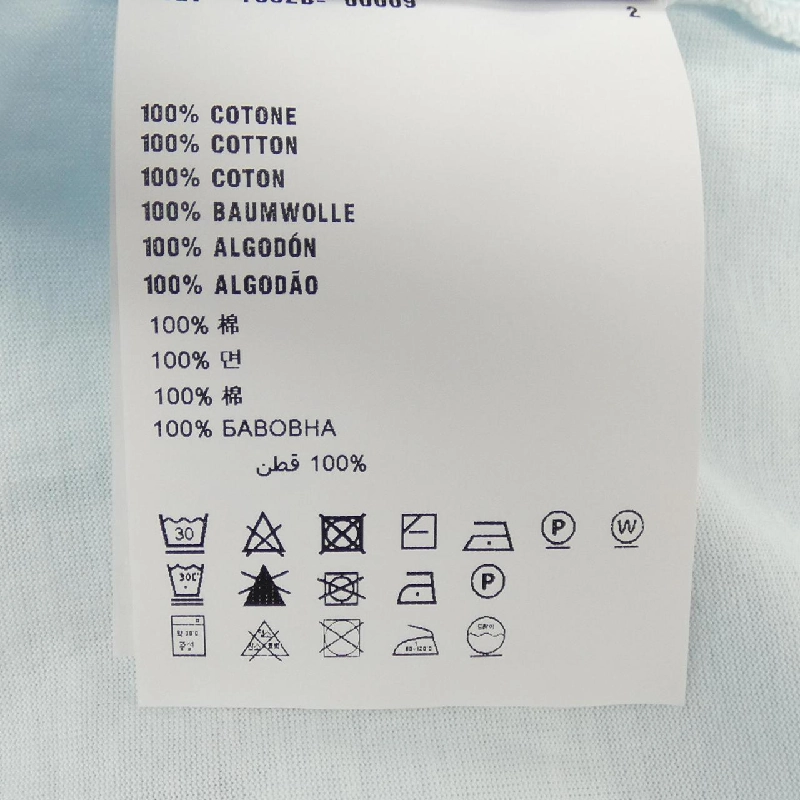 2
100% COTONE
100% COTTON
100% COTON
100% BAUMWOLLE
100% ALGODÓN
100% ALGODÃO
100% 棉
100% 면
100% 棉
100% БАВОВНА
100% قطن
30 P W
30C P